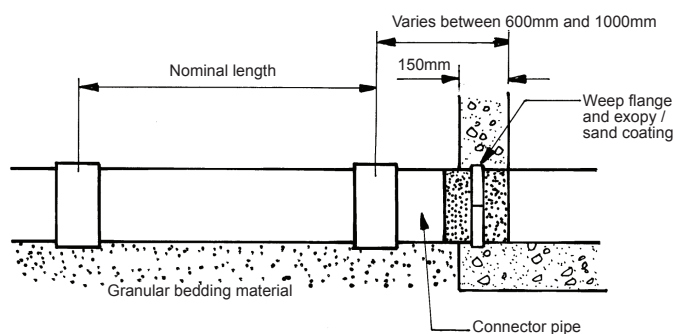 Varies between 600mm and 1000mm
Nominal length
150mm
Weep flange
and exopy /
sand coating
Granular bedding material
Connector pipe